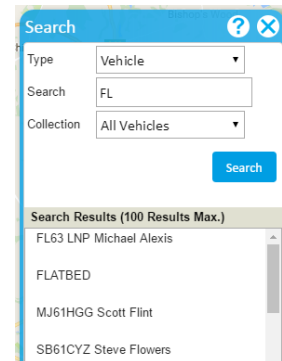 Search ?
Type Vehicle
Search FL
Collection All Vehicles
Search
Search Results (100 Results Max.)
FL63 LNP Michael Alexis
FLATBED
MJ61HGG Scott Flint
SB61CYZ Steve Flowers